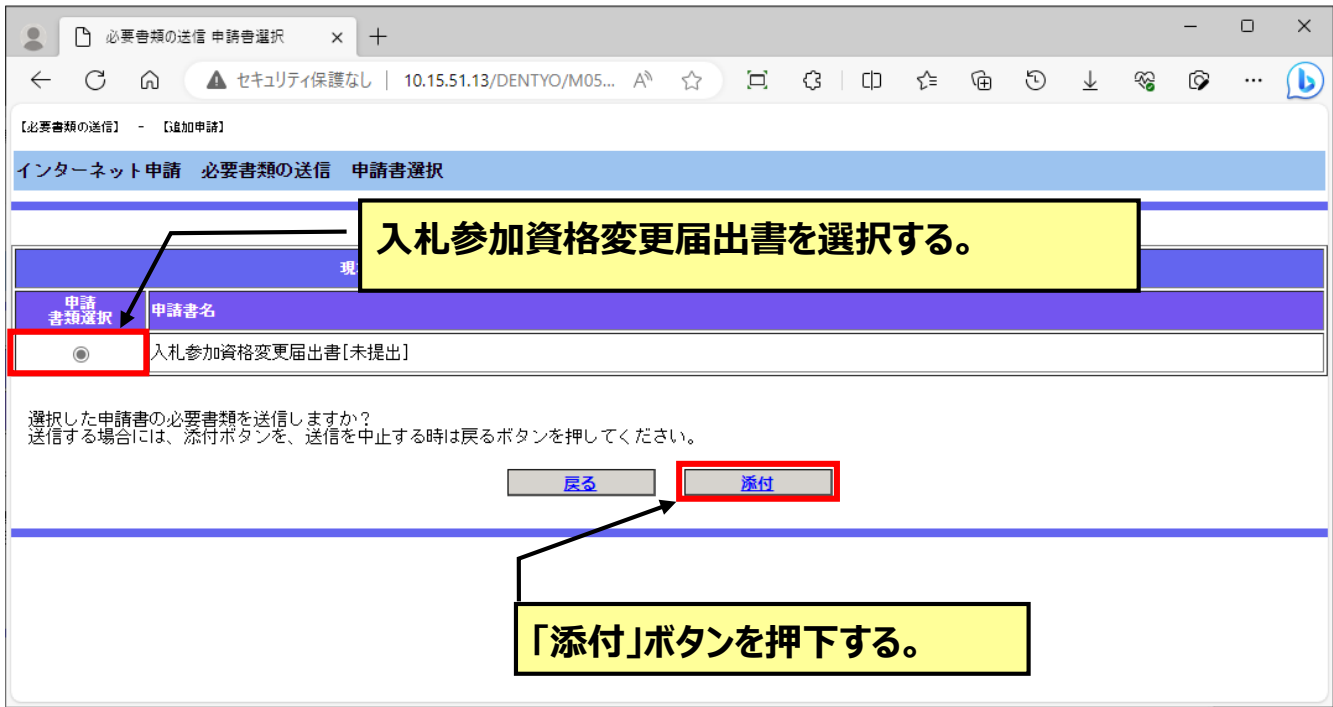 必要書類の送信 申請書選択
セキュリティ保護なし | 10.15.51.13/DENTYO/M05...
【必要書類の送信】 - 【追加申請】
インターネット申請 必要書類の送信 申請書選択
入札参加資格変更届出書を選択する。
現
申請
書類選択
申請書名
入札参加資格変更届出書[未提出]
選択した申請書の必要書類を送信しますか?
送信する場合には、添付ボタンを、送信を中止する時は戻るボタンを押してください。
戻る 添付
「添付」ボタンを押下する。